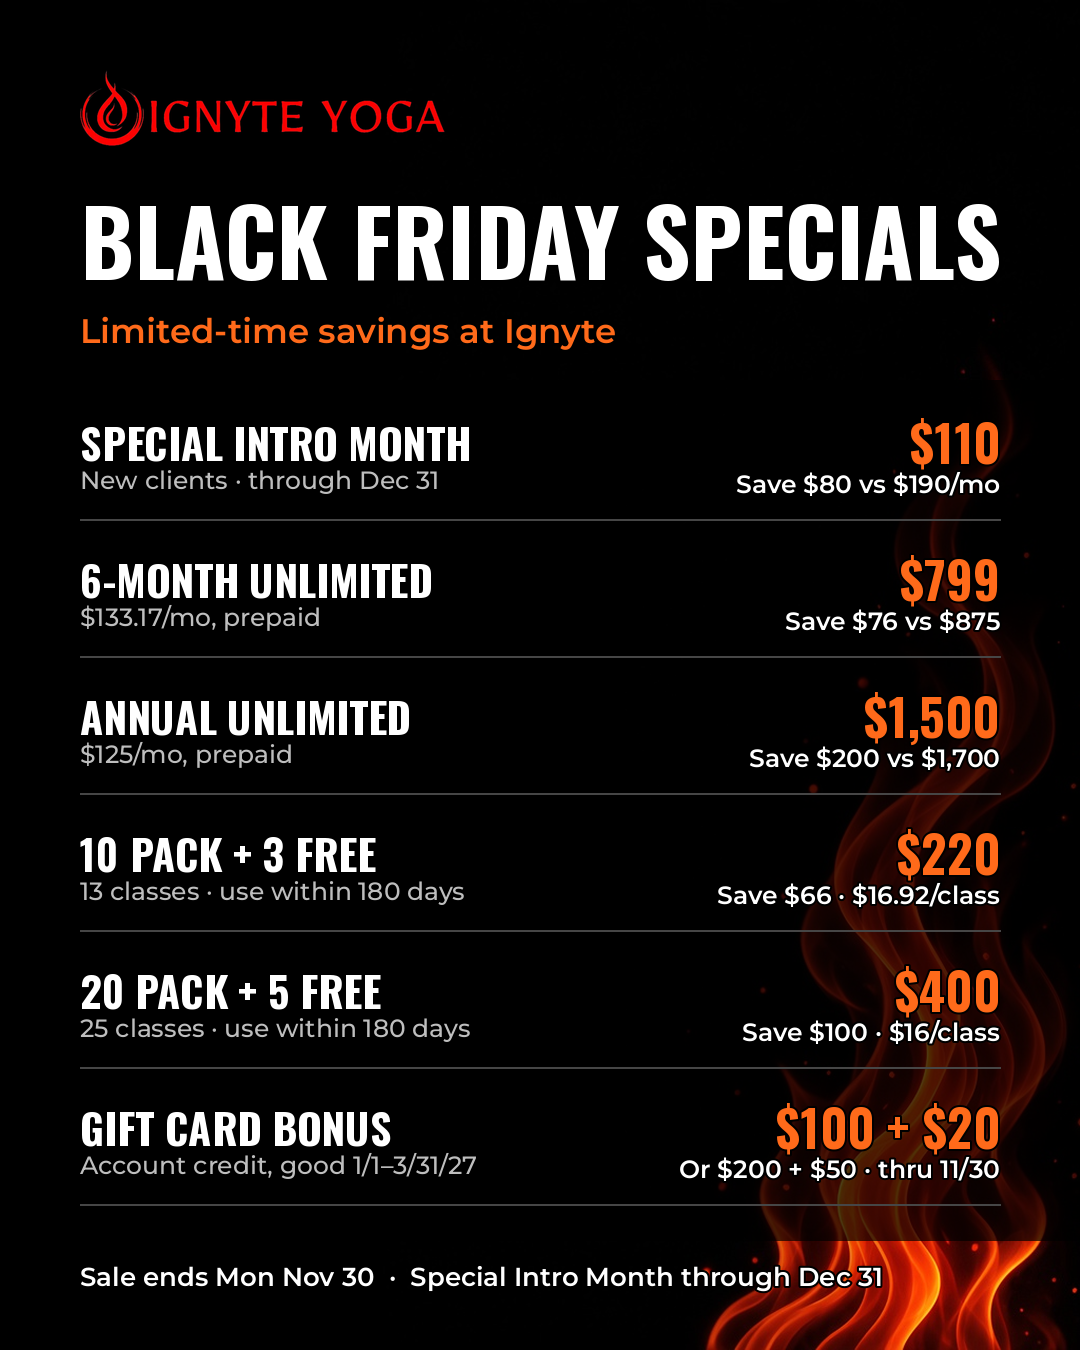 IGNYTE YOGA
BLACK FRIDAY SPECIALS
Limited-time savings at Ignyte
SPECIAL INTRO MONTH
$110
New clients · through Dec 31
Save $80 vs $190/mo
6-MONTH UNLIMITED
$799
$133.17/mo, prepaid
Save $76 vs $875
ANNUAL UNLIMITED
$1,500
$125/mo, prepaid
Save $200 vs $1,700
10 PACK + 3 FREE
$220
13 classes · use within 180 days
Save $66 · $16.92/class
20 PACK + 5 FREE
$400
25 classes · use within 180 days
Save $100 · $16/class
GIFT CARD BONUS
$100 + $20
Account credit, good 1/1–3/31/27
Or $200 + $50 · thru 11/30
Sale ends Mon Nov 30 · Special Intro Month through Dec 31